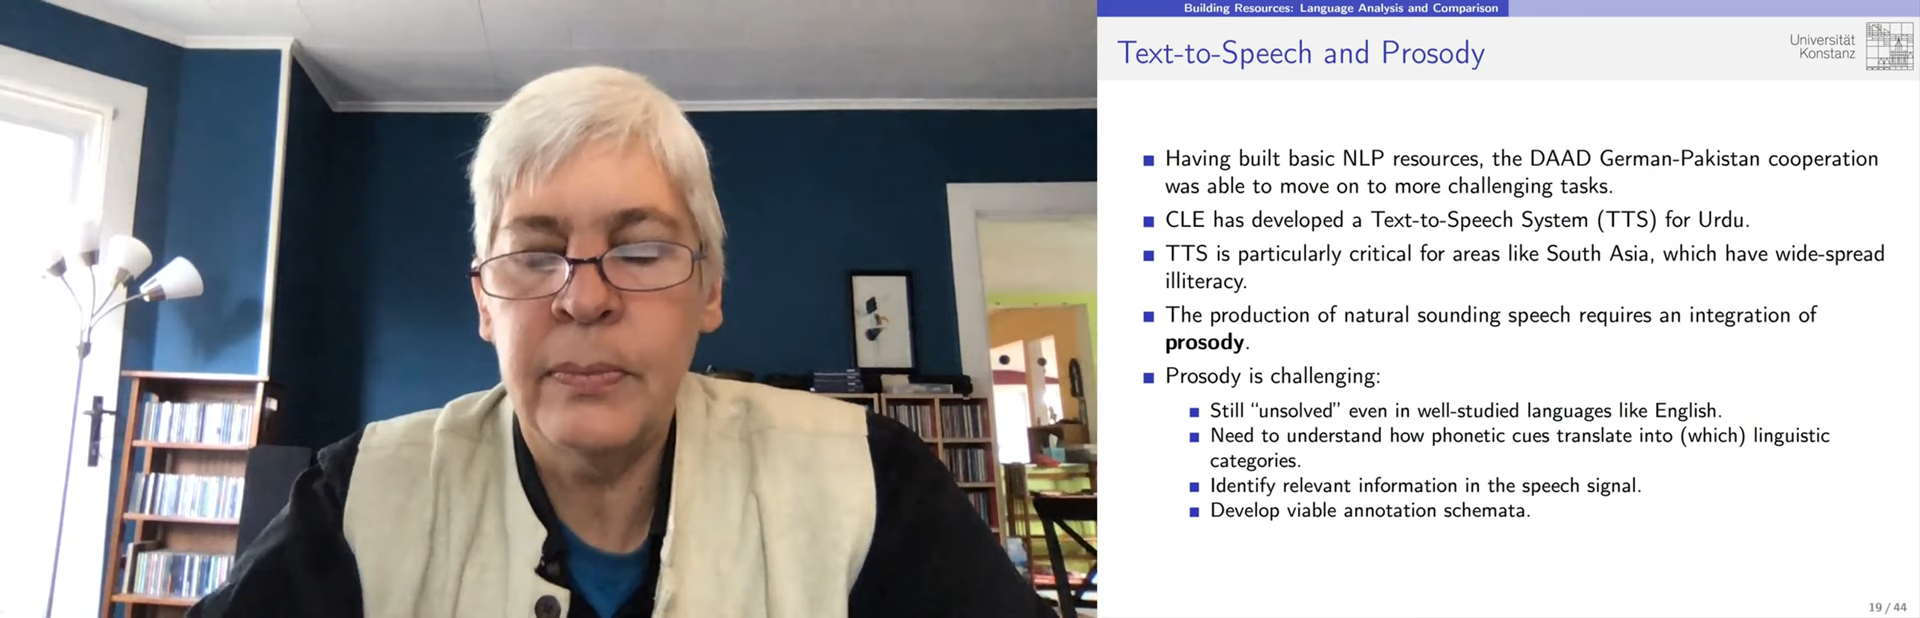 Building Resources: Language Analysis and Comparison
Text-to-Speech and Prosody
Universität
Konstanz
Having built basic NLP resources, the DAAD German-Pakistan cooperation
was able to move on to more challenging tasks.
CLE has developed a Text-to-Speech System (TTS) for Urdu.
TTS is particularly critical for areas like South Asia, which have wide-spread
illiteracy.
The production of natural sounding speech requires an integration of
prosody.
Prosody is challenging:
Still “unsolved” even in well-studied languages like English.
Need to understand how phonetic cues translate into (which) linguistic
categories.
Identify relevant information in the speech signal.
Develop viable annotation schemata.
19 / 44